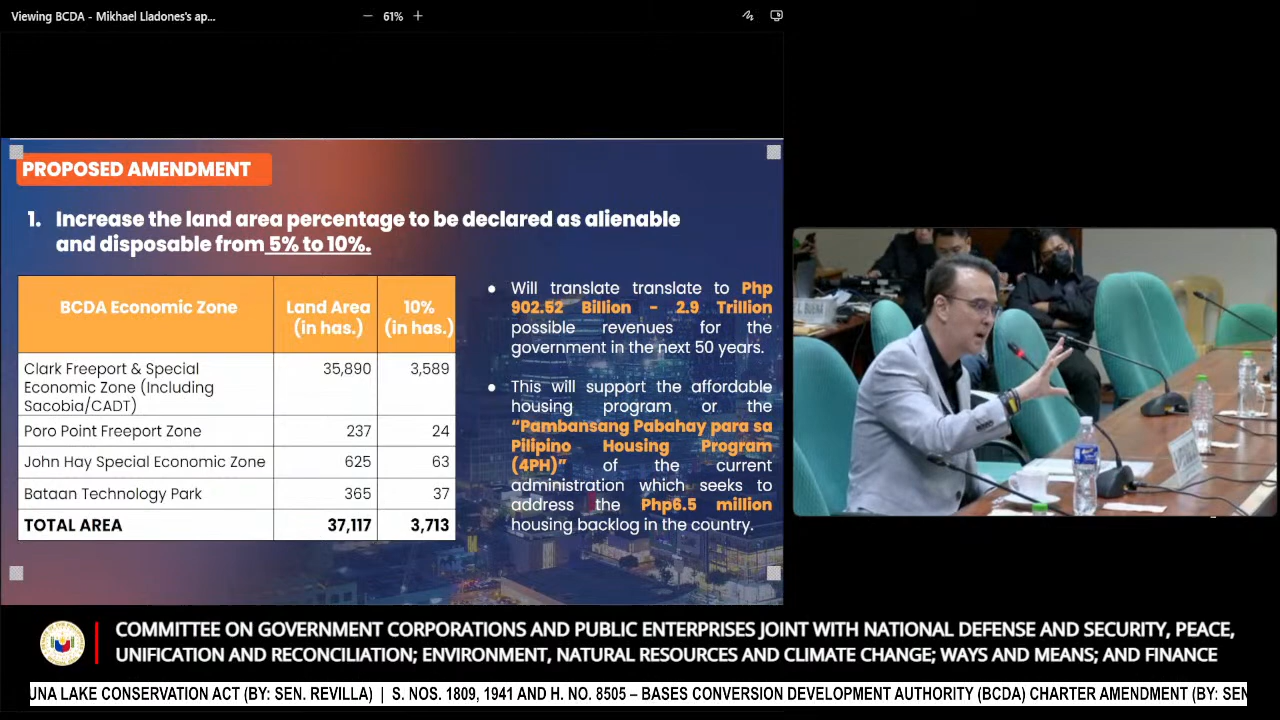 Viewing BCDA - Mikhael Lladones's ap...
61%
PROPOSED AMENDMENT
1. Increase the land area percentage to be declared as alienable
and disposable from 5% to 10%.
BCDA Economic Zone Land Area (in has.) 10% (in has.)
Clark Freeport & Special
Economic Zone (Including
Sacobia/CADT) 35,890 3,589
Poro Point Freeport Zone 237 24
John Hay Special Economic Zone 625 63
Bataan Technology Park 365 37
TOTAL AREA 37,117 3,713
• Will translate translate to Php
902.52 Billion - 2.9 Trillion
possible revenues for the
government in the next 50 years.
• This will support the affordable
housing program or the
“Pambansang Pabahay para sa
Pilipino Housing Program
(4PH)” of the current
administration which seeks to
address the Php6.5 million
housing backlog in the country.
COMMITTEE ON GOVERNMENT CORPORATIONS AND PUBLIC ENTERPRISES JOINT WITH NATIONAL DEFENSE AND SECURITY, PEACE,
UNIFICATION AND RECONCILIATION; ENVIRONMENT, NATURAL RESOURCES AND CLIMATE CHANGE; WAYS AND MEANS; AND FINANCE
UNA LAKE CONSERVATION ACT (BY: SEN. REVILLA) | S. NOS. 1809, 1941 AND H. NO. 8505 – BASES CONVERSION DEVELOPMENT AUTHORITY (BCDA) CHARTER AMENDMENT (BY: SEN